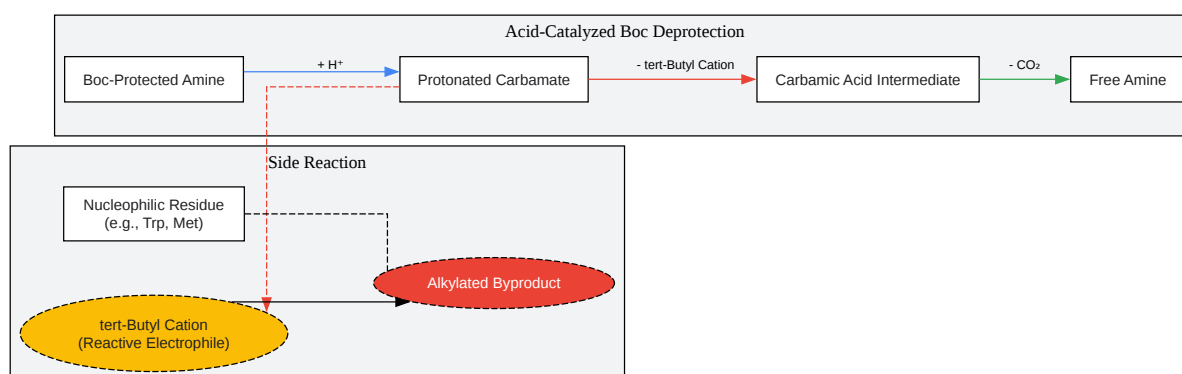 Acid-Catalyzed Boc Deprotection
Boc-Protected Amine
+ H⁺
Protonated Carbamate
- tert-Butyl Cation
Carbamic Acid Intermediate
- CO₂
Free Amine
Side Reaction
Nucleophilic Residue
(e.g., Trp, Met)
Alkylated Byproduct
tert-Butyl Cation
(Reactive Electrophile)